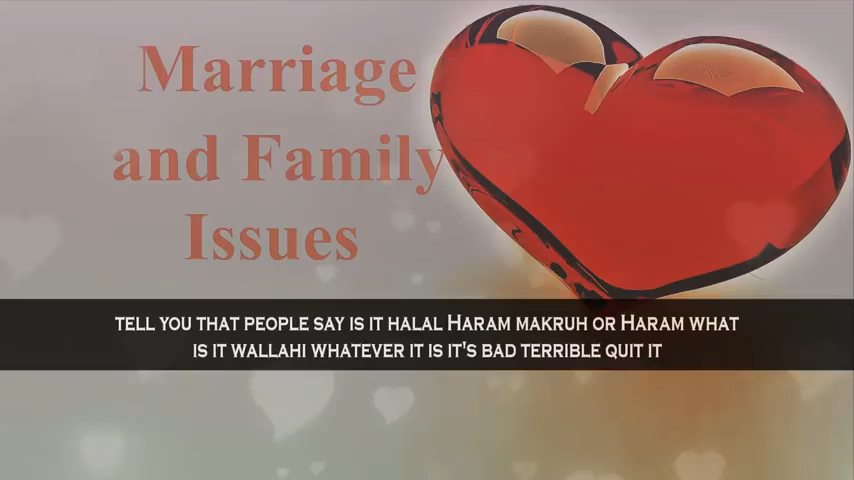 Marriage
and Family
Issues
TELL YOU THAT PEOPLE SAY IS IT HALAL HARAM MAKRUH OR HARAM WHAT
IS IT WALLAHI WHATEVER IT IS IT'S BAD TERRIBLE QUIT IT